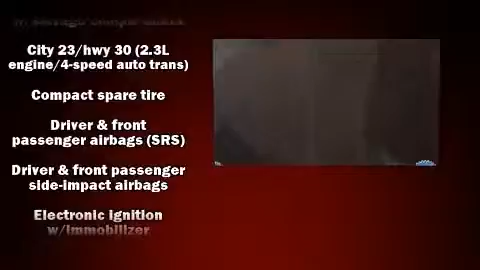 City 23/hwy 30 (2.3L
engine/4-speed auto trans)
Compact spare tire
Driver & front
passenger airbags (SRS)
Driver & front passenger
side-impact airbags
Electronic ignition
w/immobilizer